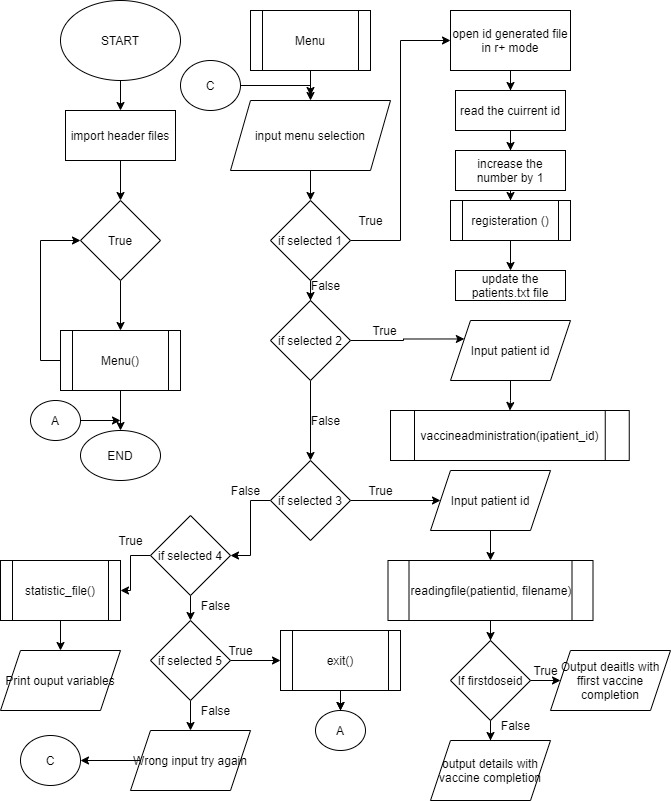 START
import header files
True
Menu()
A
END
Menu
C
input menu selection
if selected 1
True
False
open id generated file
in r+ mode
read the cuirrent id
increase the
number by 1
registeration ()
update the
patients.txt file
if selected 2
True
False
Input patient id
vaccineadministration(ipatient_id)
if selected 3
True
False
Input patient id
readingfile(patientid, filename)
If firstdoseid
True
False
Output deaitls with
ffirst vaccine
completion
output details with
vaccine completion
if selected 4
True
False
statistic_file()
Print ouput variables
if selected 5
True
False
exit()
A
Wrong input try again
C